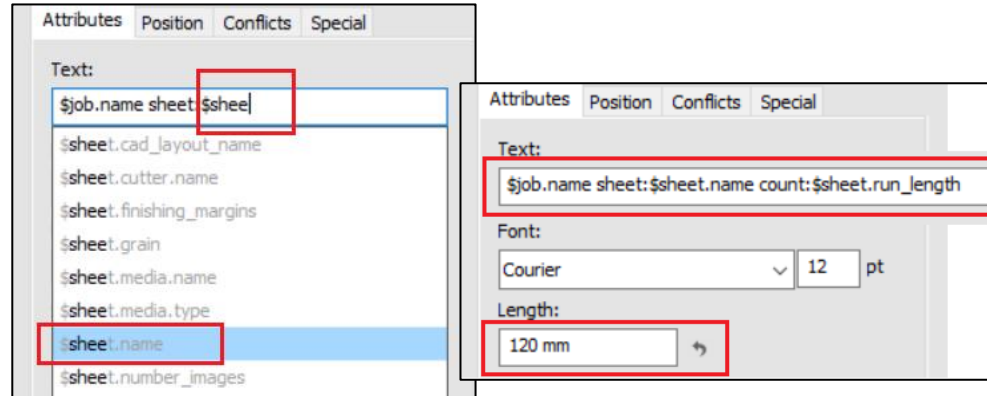 Attributes Position Conflicts Special
Text:
$job.name sheet:$shee
$sheet.cad_layout_name
$sheet.cutter.name
$sheet.finishing_margins
$sheet.grain
$sheet.media.name
$sheet.media.type
$sheet.name
$sheet.number_images
Attributes Position Conflicts Special
Text:
$job.name sheet:$sheet.name count:$sheet.run_length
Font:
Courier 12 pt
Length:
120 mm